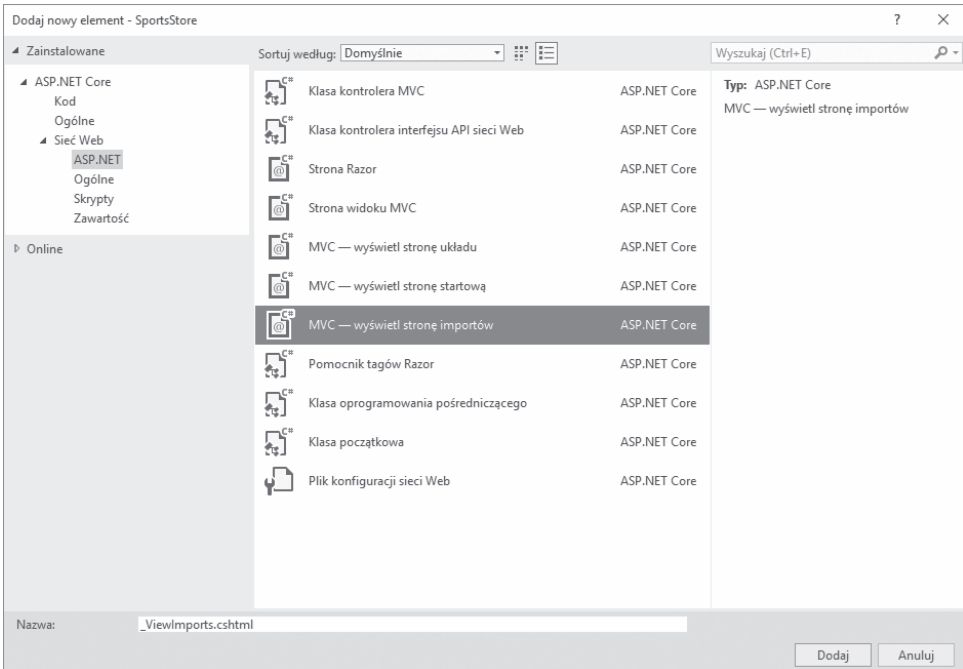 Dodaj nowy element - SportsStore
? ×
Zainstalowane
Sortuj według: Domyślnie
Wyszukaj (Ctrl+E)
ASP.NET Core
Kod
Ogólne
Sieć Web
ASP.NET
Ogólne
Skrypty
Zawartość
Online
C# Klasa kontrolera MVC ASP.NET Core
C# Klasa kontrolera interfejsu API sieci Web ASP.NET Core
C# @ Strona Razor ASP.NET Core
C# @ Strona widoku MVC ASP.NET Core
C# @ MVC — wyświetl stronę układu ASP.NET Core
C# @ MVC — wyświetl stronę startową ASP.NET Core
C# @ MVC — wyświetl stronę importów ASP.NET Core
C# Pomocnik tagów Razor ASP.NET Core
C# Klasa oprogramowania pośredniczącego ASP.NET Core
C# Klasa początkowa ASP.NET Core
Plik konfiguracji sieci Web ASP.NET Core
Typ: ASP.NET Core
MVC — wyświetl stronę importów
Nazwa: _ViewImports.cshtml
Dodaj Anuluj